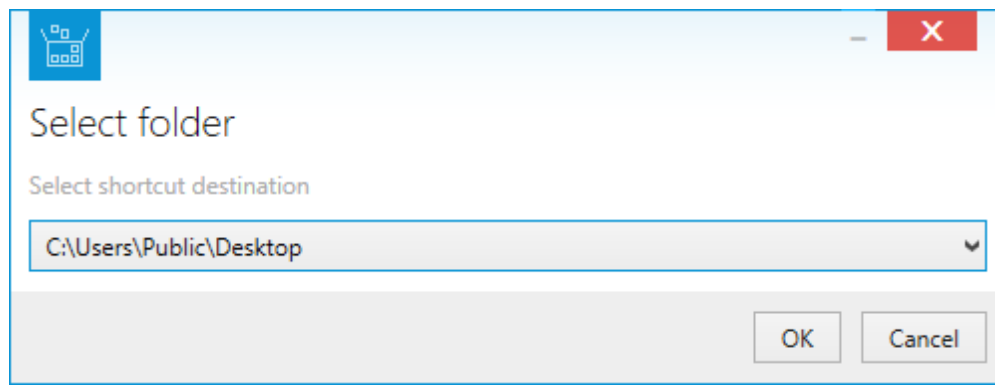 Select folder
Select shortcut destination
C:\Users\Public\Desktop
OK
Cancel